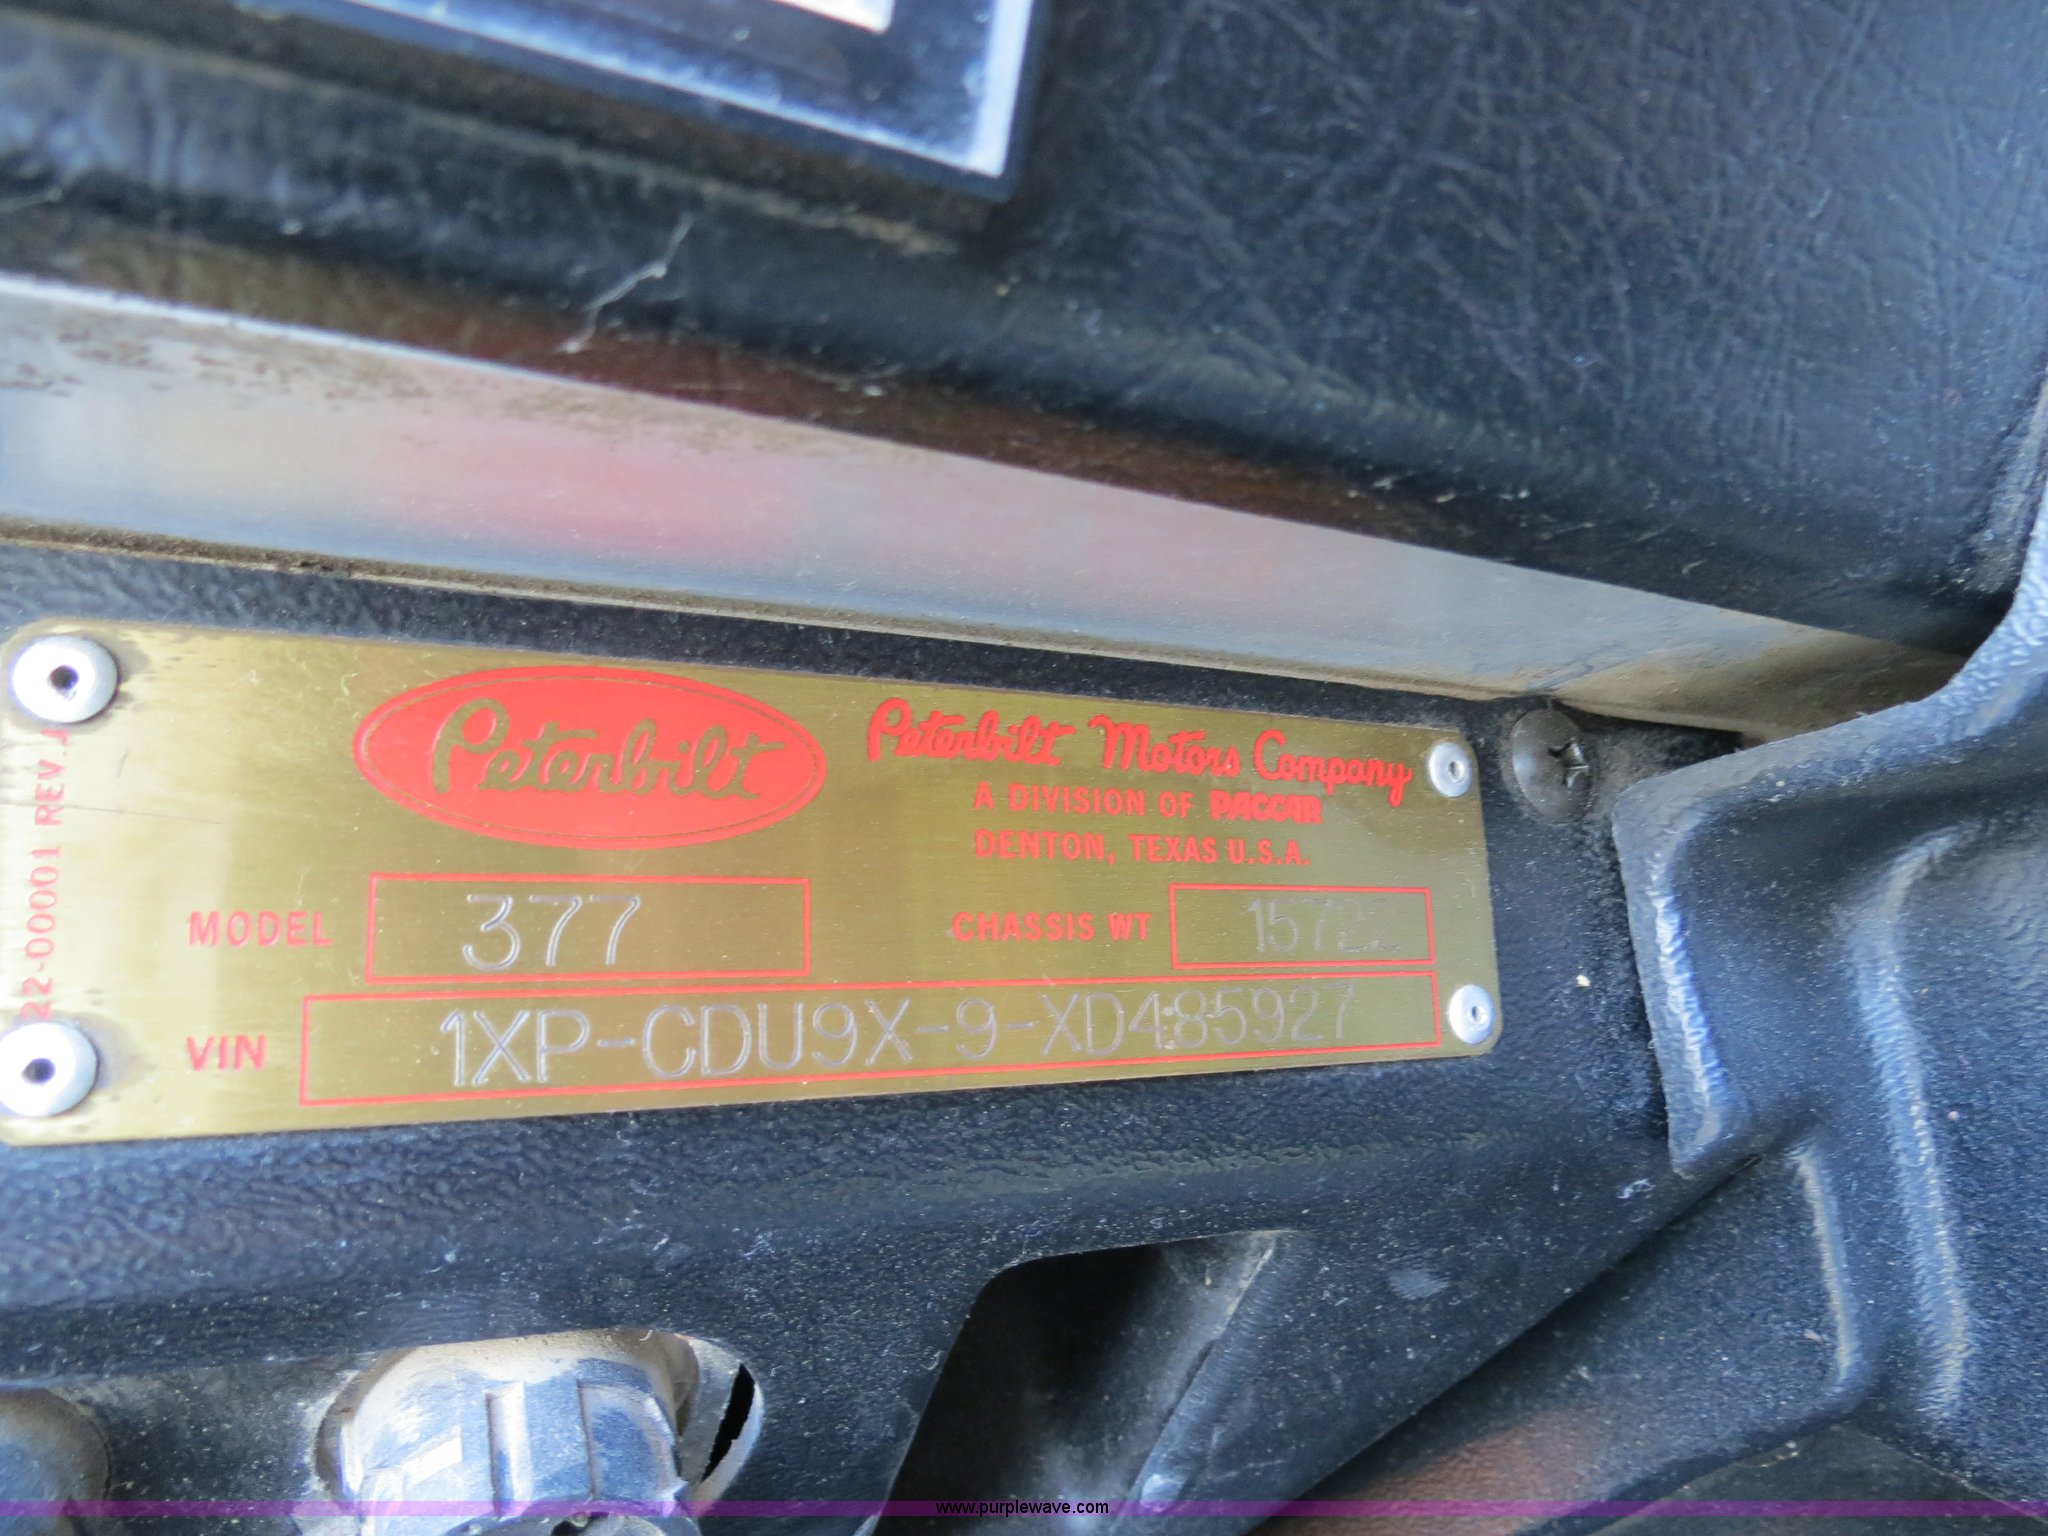 Peterbilt
Peterbilt Motors Company
A DIVISION OF PACCAR
DENTON, TEXAS U.S.A.
MODEL 377
CHASSIS WT 15722
VIN 1XP-CDU9X-9-XD485927
22-00001 REV.
www.purplewave.com